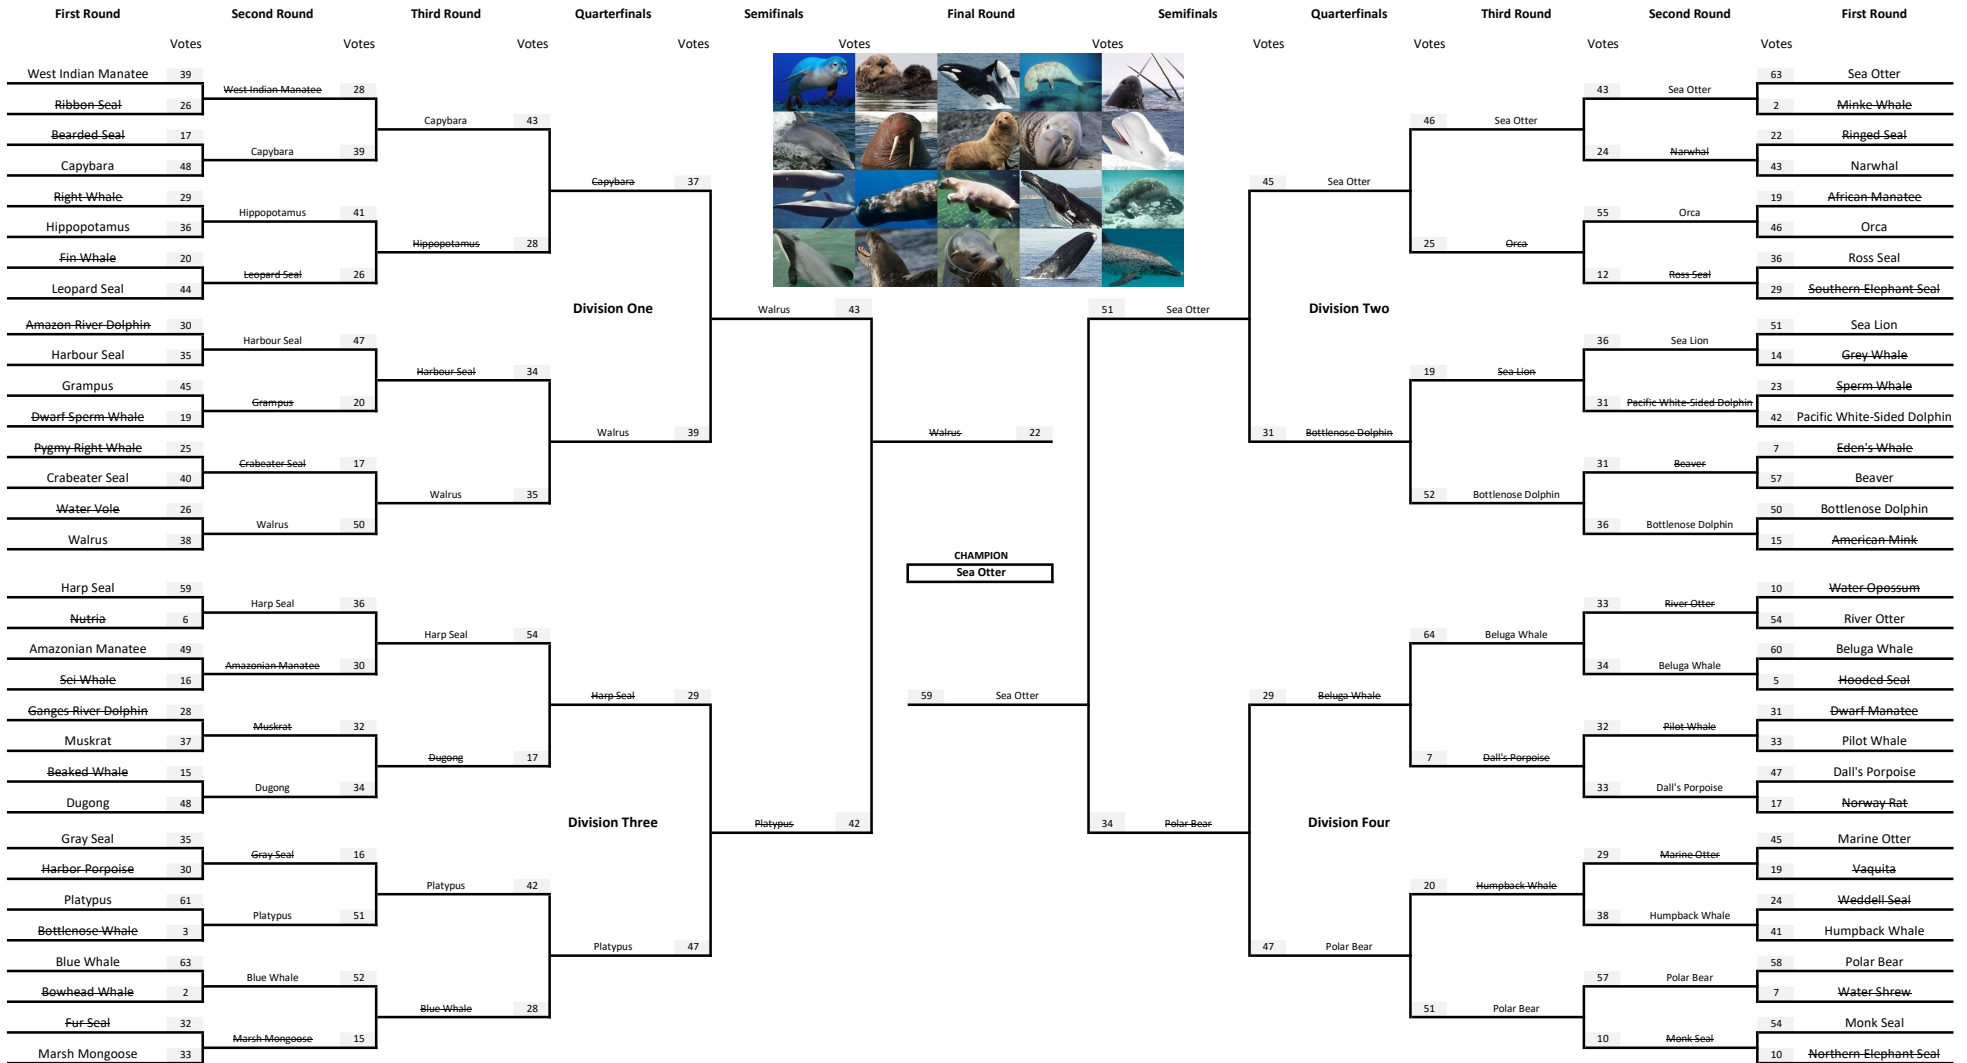 First Round Second Round Third Round Quarterfinals Semifinals Final Round Semifinals Quarterfinals Third Round Second Round First Round
Votes Votes Votes Votes Votes Votes Votes Votes Votes Votes
West Indian Manatee 39
Ribbon Seal 26
Bearded Seal 17
Capybara 48
Right Whale 29
Hippopotamus 36
Fin Whale 20
Leopard Seal 44
Amazon River Dolphin 30
Harbour Seal 35
Grampus 45
Dwarf Sperm Whale 19
Pygmy Right Whale 25
Crabeater Seal 40
Water Vole 26
Walrus 38
Harp Seal 59
Nutria 6
Amazonian Manatee 49
Sei Whale 16
Ganges River Dolphin 28
Muskrat 37
Beaked Whale 15
Dugong 48
Gray Seal 35
Harbor Porpoise 30
Platypus 61
Bottlenose Whale 3
Blue Whale 63
Bowhead Whale 2
Fur Seal 32
Marsh Mongoose 33
West Indian Manatee 28
Capybara 39
Hippopotamus 41
Leopard Seal 26
Harbour Seal 47
Grampus 20
Crabeater Seal 17
Walrus 50
Harp Seal 36
Amazonian Manatee 30
Muskrat 32
Dugong 34
Gray Seal 16
Platypus 51
Blue Whale 52
Marsh Mongoose 15
Capybara 43
Hippopotamus 28
Harbour Seal 34
Walrus 35
Harp Seal 54
Dugong 17
Platypus 42
Blue Whale 28
Capybara 37
Division One
Walrus 39
Harp Seal 29
Division Three
Platypus 47
Walrus 43
Platypus 42
Walrus 22
CHAMPION
Sea Otter
59 Sea Otter
51 Sea Otter
34 Polar Bear
45 Sea Otter
Division Two
31 Bottlenose Dolphin
29 Beluga Whale
Division Four
47 Polar Bear
46 Sea Otter
25 Orca
19 Sea Lion
52 Bottlenose Dolphin
64 Beluga Whale
7 Dall's Porpoise
20 Humpback Whale
51 Polar Bear
43 Sea Otter
24 Narwhal
55 Orca
12 Ross Seal
36 Sea Lion
31 Pacific White-Sided Dolphin
31 Beaver
36 Bottlenose Dolphin
33 River Otter
34 Beluga Whale
32 Pilot Whale
33 Dall's Porpoise
29 Marine Otter
38 Humpback Whale
57 Polar Bear
10 Monk Seal
63 Sea Otter
2 Minke Whale
22 Ringed Seal
43 Narwhal
19 African Manatee
46 Orca
36 Ross Seal
29 Southern Elephant Seal
51 Sea Lion
14 Grey Whale
23 Sperm Whale
42 Pacific White-Sided Dolphin
7 Eden's Whale
57 Beaver
50 Bottlenose Dolphin
15 American Mink
10 Water Opossum
54 River Otter
60 Beluga Whale
5 Hooded Seal
31 Dwarf Manatee
33 Pilot Whale
47 Dall's Porpoise
17 Norway Rat
45 Marine Otter
19 Vaquita
24 Weddell Seal
41 Humpback Whale
58 Polar Bear
7 Water Shrew
54 Monk Seal
10 Northern Elephant Seal